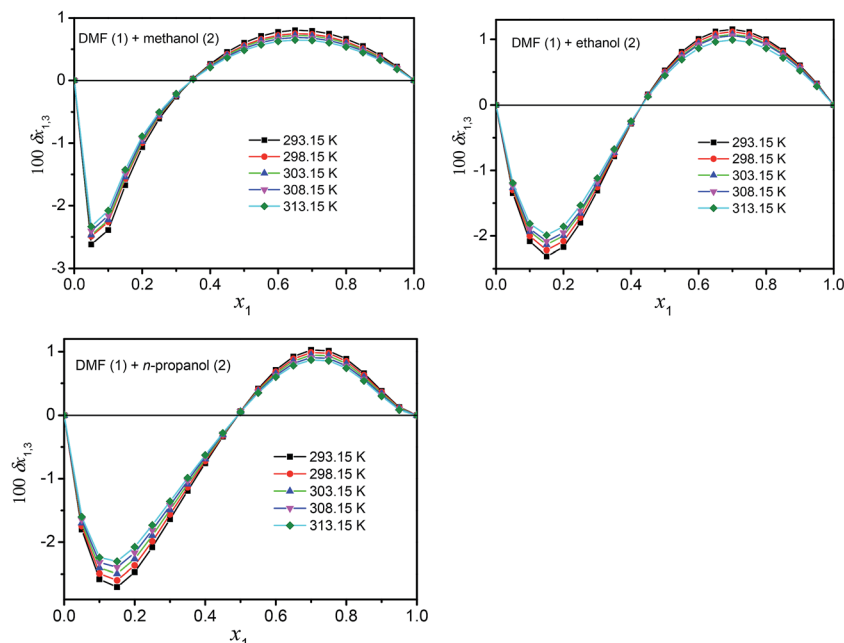 DMF (1) + methanol (2)
1
0
-1
-2
-3
100 δx1,3
293.15 K
298.15 K
303.15 K
308.15 K
313.15 K
0.0 0.2 0.4 0.6 0.8 1.0
x1
DMF (1) + ethanol (2)
1
0
-1
-2
100 δx1,3
293.15 K
298.15 K
303.15 K
308.15 K
313.15 K
0.0 0.2 0.4 0.6 0.8 1.0
x1
DMF (1) + n-propanol (2)
1
0
-1
-2
100 δx1,3
293.15 K
298.15 K
303.15 K
308.15 K
313.15 K
0.0 0.2 0.4 0.6 0.8 1.0
x1